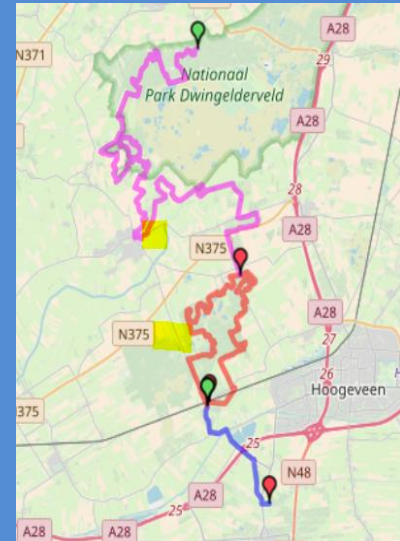 N371
A28
29
Nationaal
Park Dwingelderveld
A28
28
A28
N375
A28
N375
27
26
Hoogeveen
375
25
N48
A28
25
A28
A28